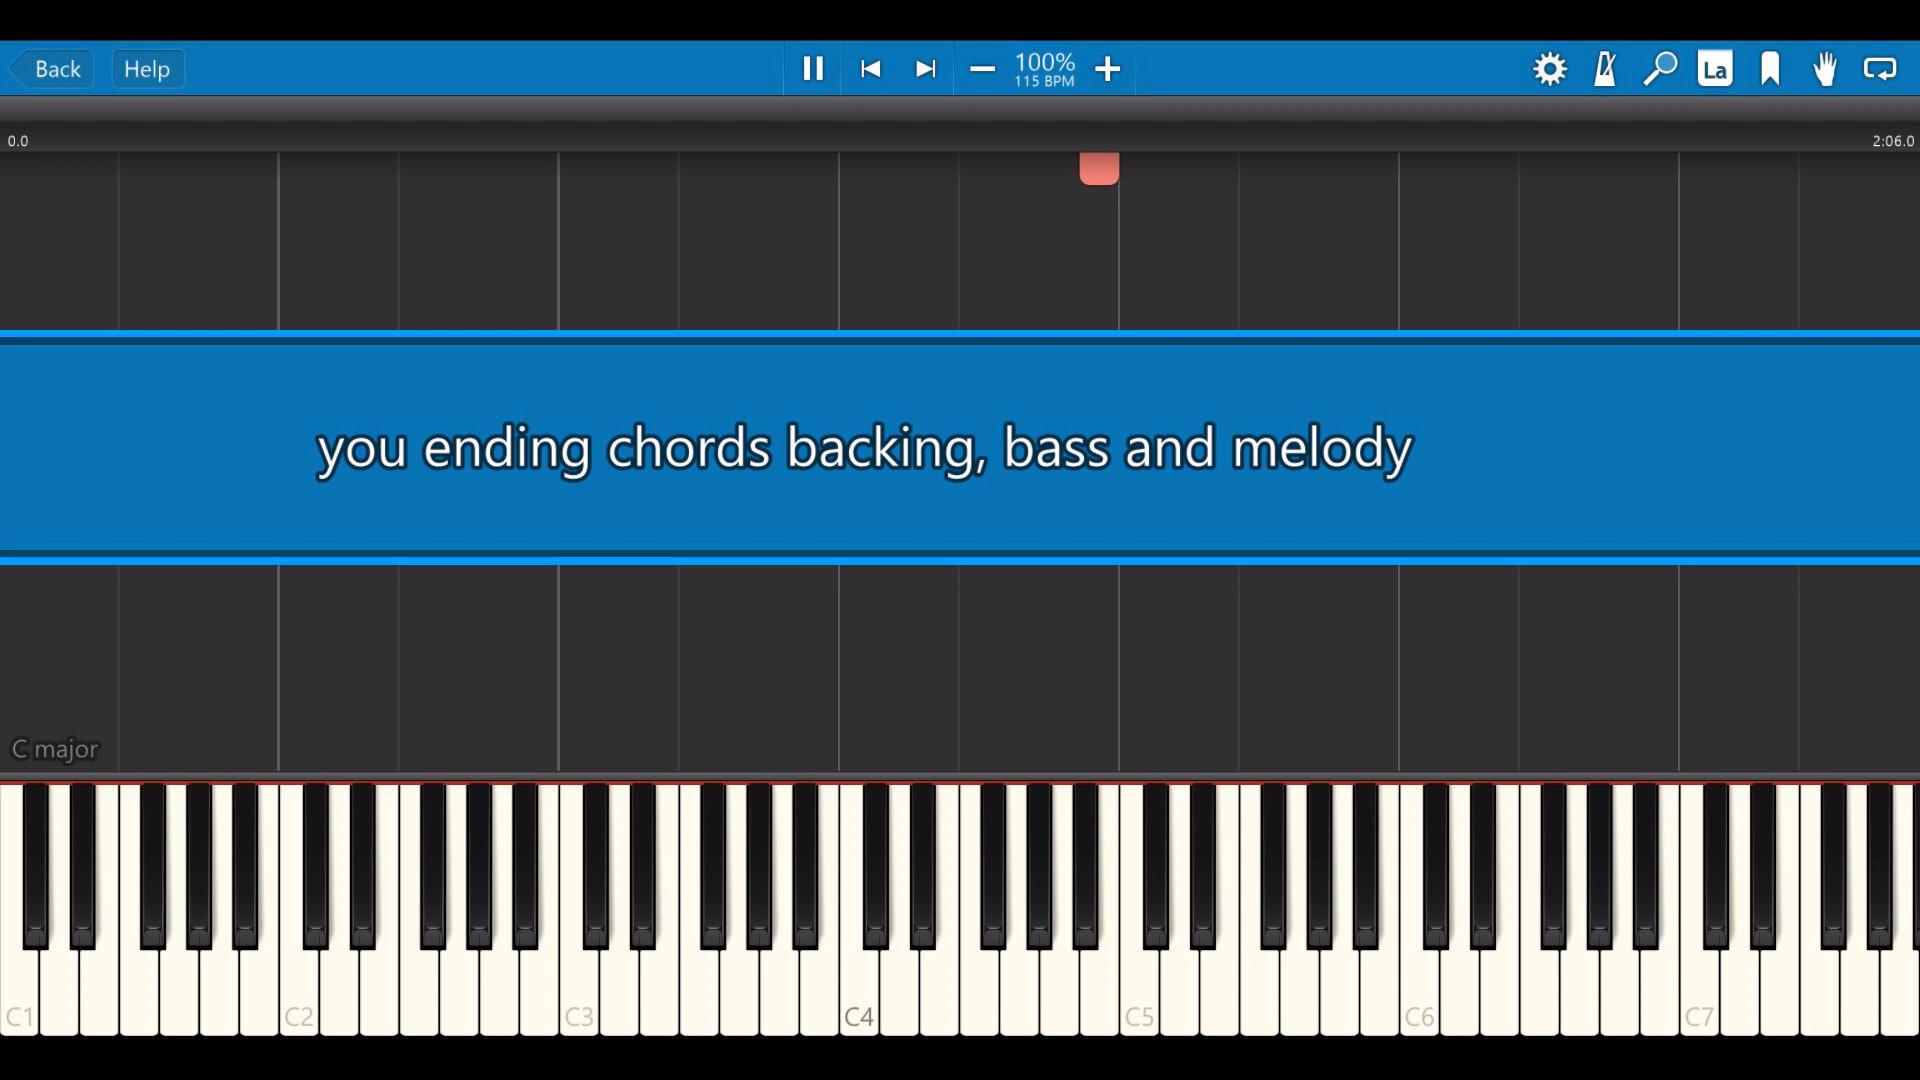 Back Help 100% La
115 BPM
0.0 2:06.0
you ending chords backing, bass and melody
C major
C1 C2 C3 C4 C5 C6 C7